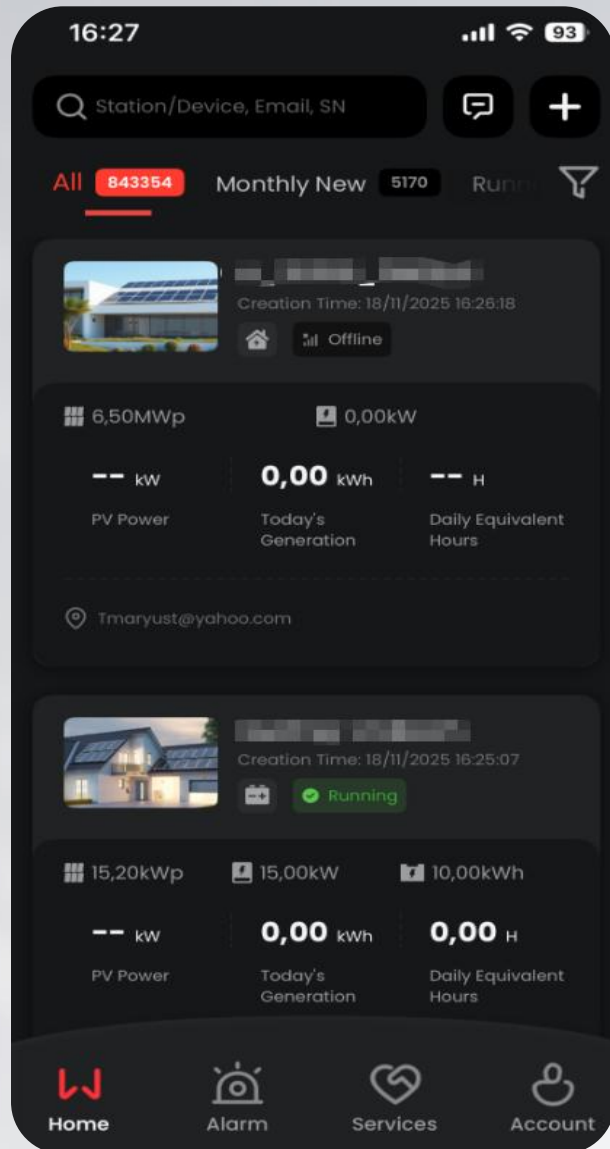 16:27
93
Station/Device, Email, SN
All 843354 Monthly New 5170 Runn
Creation Time: 18/11/2025 16:26:18
Offline
6,50MWp 0,00kW
-- kW 0,00 kWh -- H
PV Power Today's Daily Equivalent
Generation Hours
Tmaryust@yahoo.com
Creation Time: 18/11/2025 16:25:07
Running
15,20kWp 15,00kW 10,00kWh
-- kW 0,00 kWh 0,00 H
PV Power Today's Daily Equivalent
Generation Hours
Home Alarm Services Account